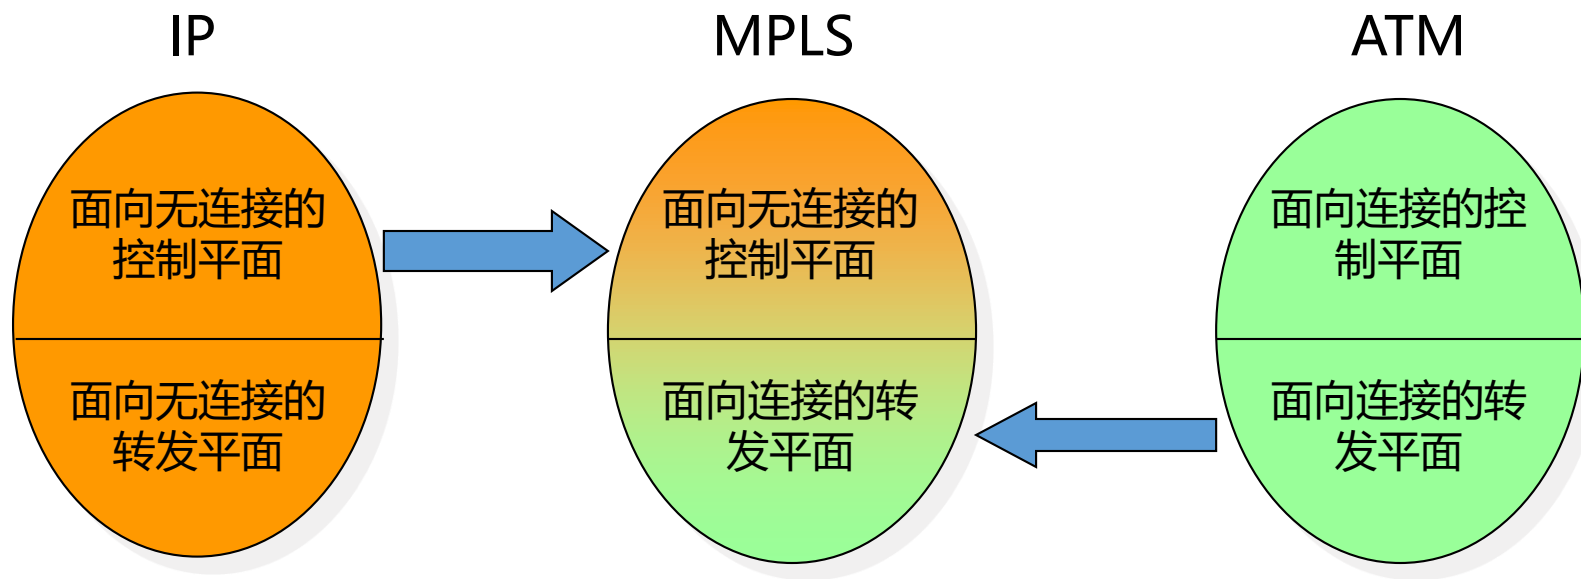 IP
MPLS
ATM
面向无连接的
控制平面
面向无连接的
转发平面
面向无连接的
控制平面
面向连接的转
发平面
面向连接的控
制平面
面向连接的转
发平面